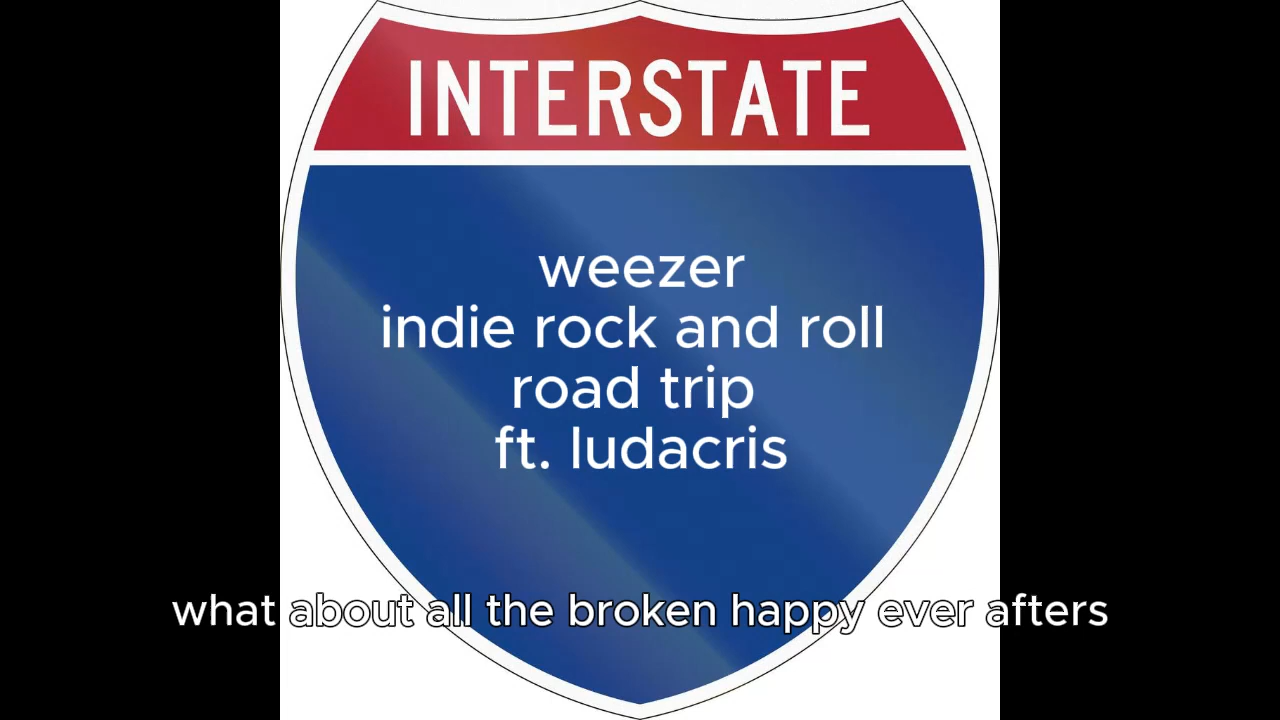 INTERSTATE
weezer
indie rock and roll
road trip
ft. ludacris
what about all the broken happy ever afters